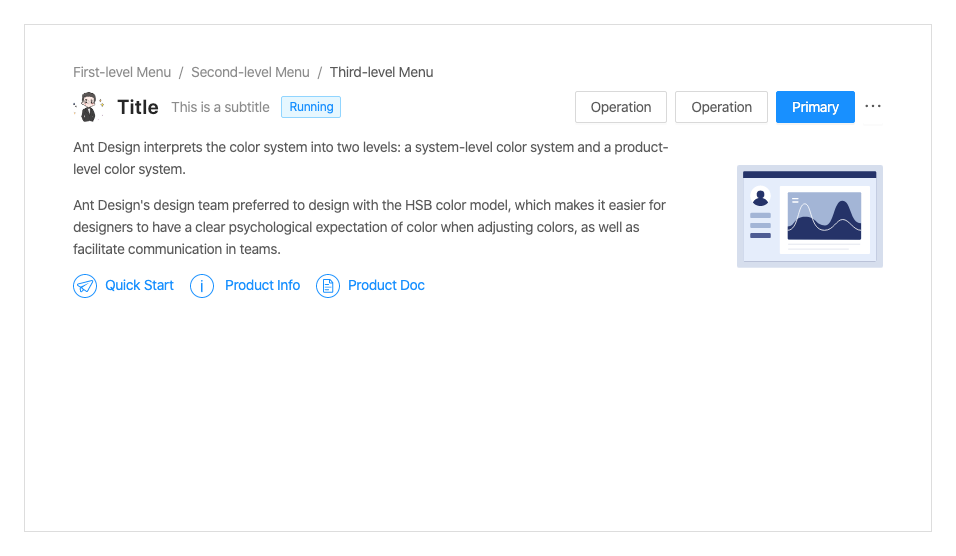 First-level Menu / Second-level Menu / Third-level Menu
Title This is a subtitle Running Operation Operation Primary ···
Ant Design interprets the color system into two levels: a system-level color system and a product-
level color system.
Ant Design's design team preferred to design with the HSB color model, which makes it easier for
designers to have a clear psychological expectation of color when adjusting colors, as well as
facilitate communication in teams.
Quick Start Product Info Product Doc